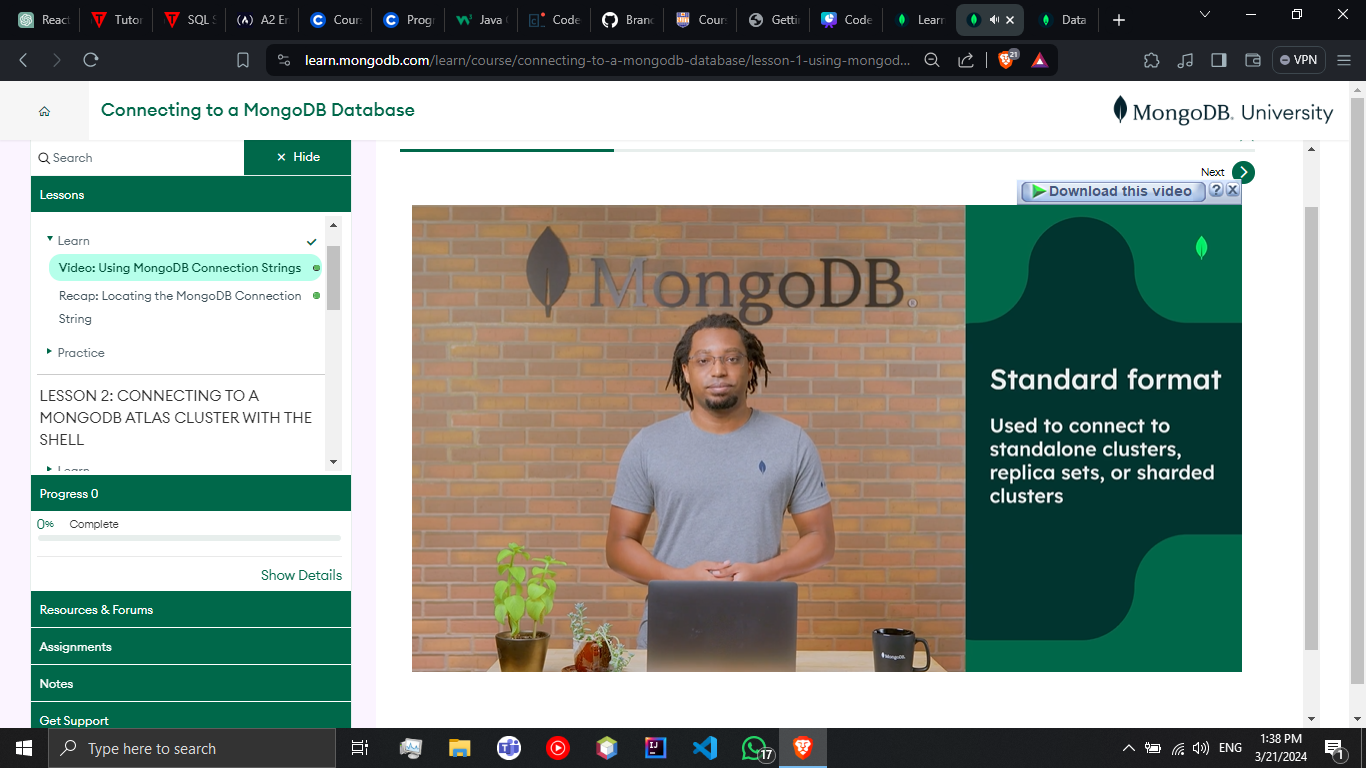 React
Tutor
SQL S
A2 En
Cours
Progr
Java
Code
Branc
Cours
Getti
Code
Learn
Data
21
VPN
learn.mongodb.com/learn/course/connecting-to-a-mongodb-database/lesson-1-using-mongod...
Connecting to a MongoDB Database
MongoDB. University
Search
× Hide
Next
Download this video
?
X
Lessons
Learn
Video: Using MongoDB Connection Strings
Recap: Locating the MongoDB Connection
String
Practice
LESSON 2: CONNECTING TO A
MONGODB ATLAS CLUSTER WITH THE
SHELL
Learn
Progress 0
0% Complete
Show Details
Resources & Forums
Assignments
Notes
Get Support
MongoDB®
Standard format
Used to connect to
standalone clusters,
replica sets, or sharded
clusters
MongoDB.
Type here to search
17
ENG
1:38 PM
3/21/2024
1